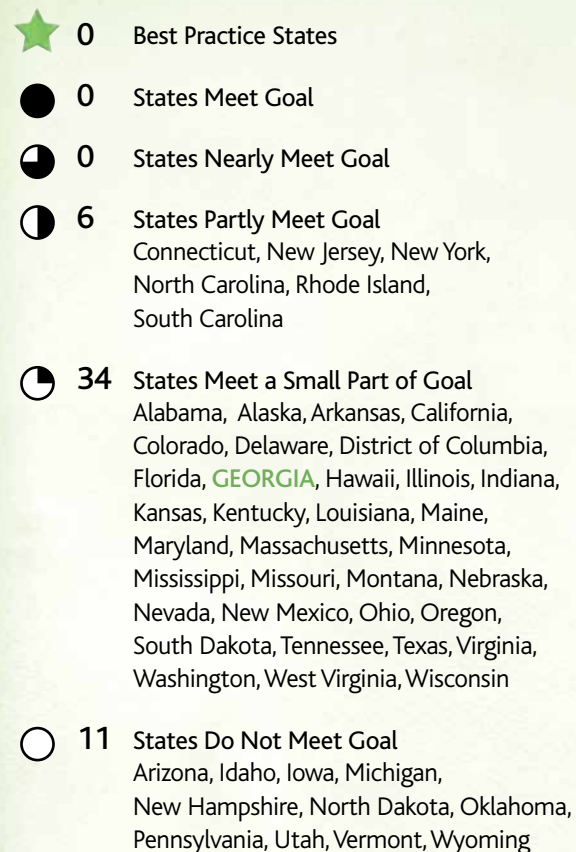 0 Best Practice States
0 States Meet Goal
0 States Nearly Meet Goal
6 States Partly Meet Goal
Connecticut, New Jersey, New York,
North Carolina, Rhode Island,
South Carolina
34 States Meet a Small Part of Goal
Alabama, Alaska, Arkansas, California,
Colorado, Delaware, District of Columbia,
Florida, GEORGIA, Hawaii, Illinois, Indiana,
Kansas, Kentucky, Louisiana, Maine,
Maryland, Massachusetts, Minnesota,
Mississippi, Missouri, Montana, Nebraska,
Nevada, New Mexico, Ohio, Oregon,
South Dakota, Tennessee, Texas, Virginia,
Washington, West Virginia, Wisconsin
11 States Do Not Meet Goal
Arizona, Idaho, Iowa, Michigan,
New Hampshire, North Dakota, Oklahoma,
Pennsylvania, Utah, Vermont, Wyoming